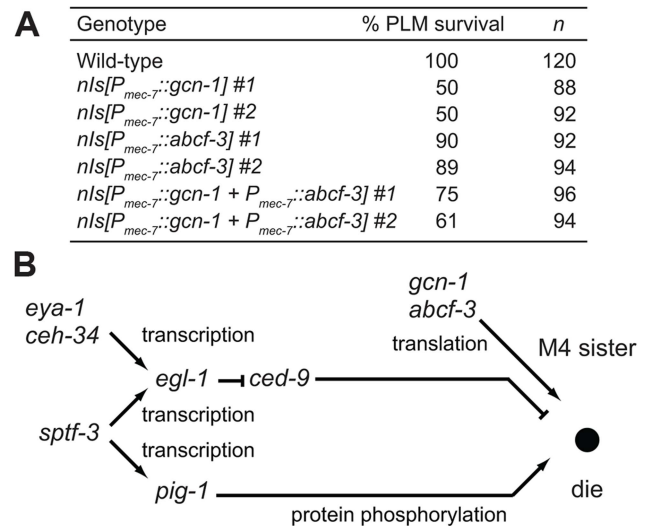 A
Genotype % PLM survival n
Wild-type 100 120
nIs[Pmec-7::gcn-1] #1 50 88
nIs[Pmec-7::gcn-1] #2 50 92
nIs[Pmec-7::abcf-3] #1 90 92
nIs[Pmec-7::abcf-3] #2 89 94
nIs[Pmec-7::gcn-1 + Pmec-7::abcf-3] #1 75 96
nIs[Pmec-7::gcn-1 + Pmec-7::abcf-3] #2 61 94
B
gcn-1
abcf-3
eya-1
ceh-34
transcription
translation
M4 sister
egl-1
ced-9
transcription
sptf-3
transcription
pig-1
die
protein phosphorylation